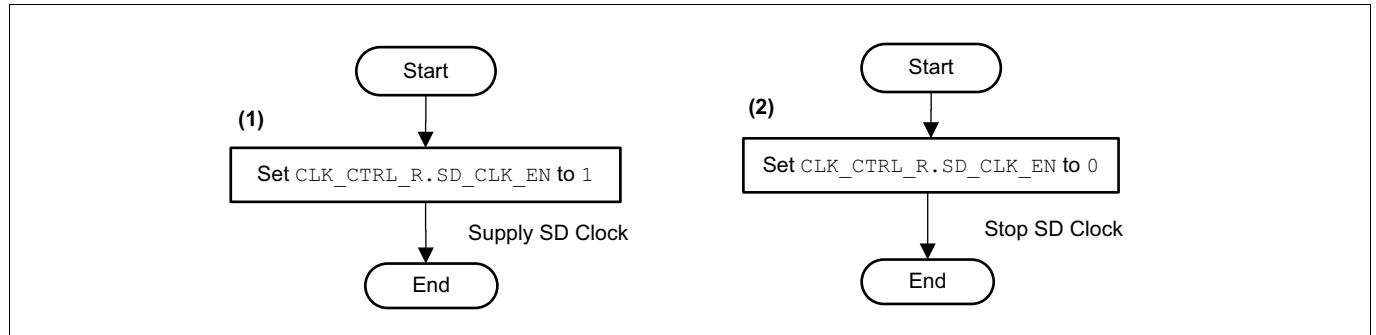 Start
(1)
Set CLK_CTRL_R.SD_CLK_EN to 1
Supply SD Clock
End
Start
(2)
Set CLK_CTRL_R.SD_CLK_EN to 0
Stop SD Clock
End